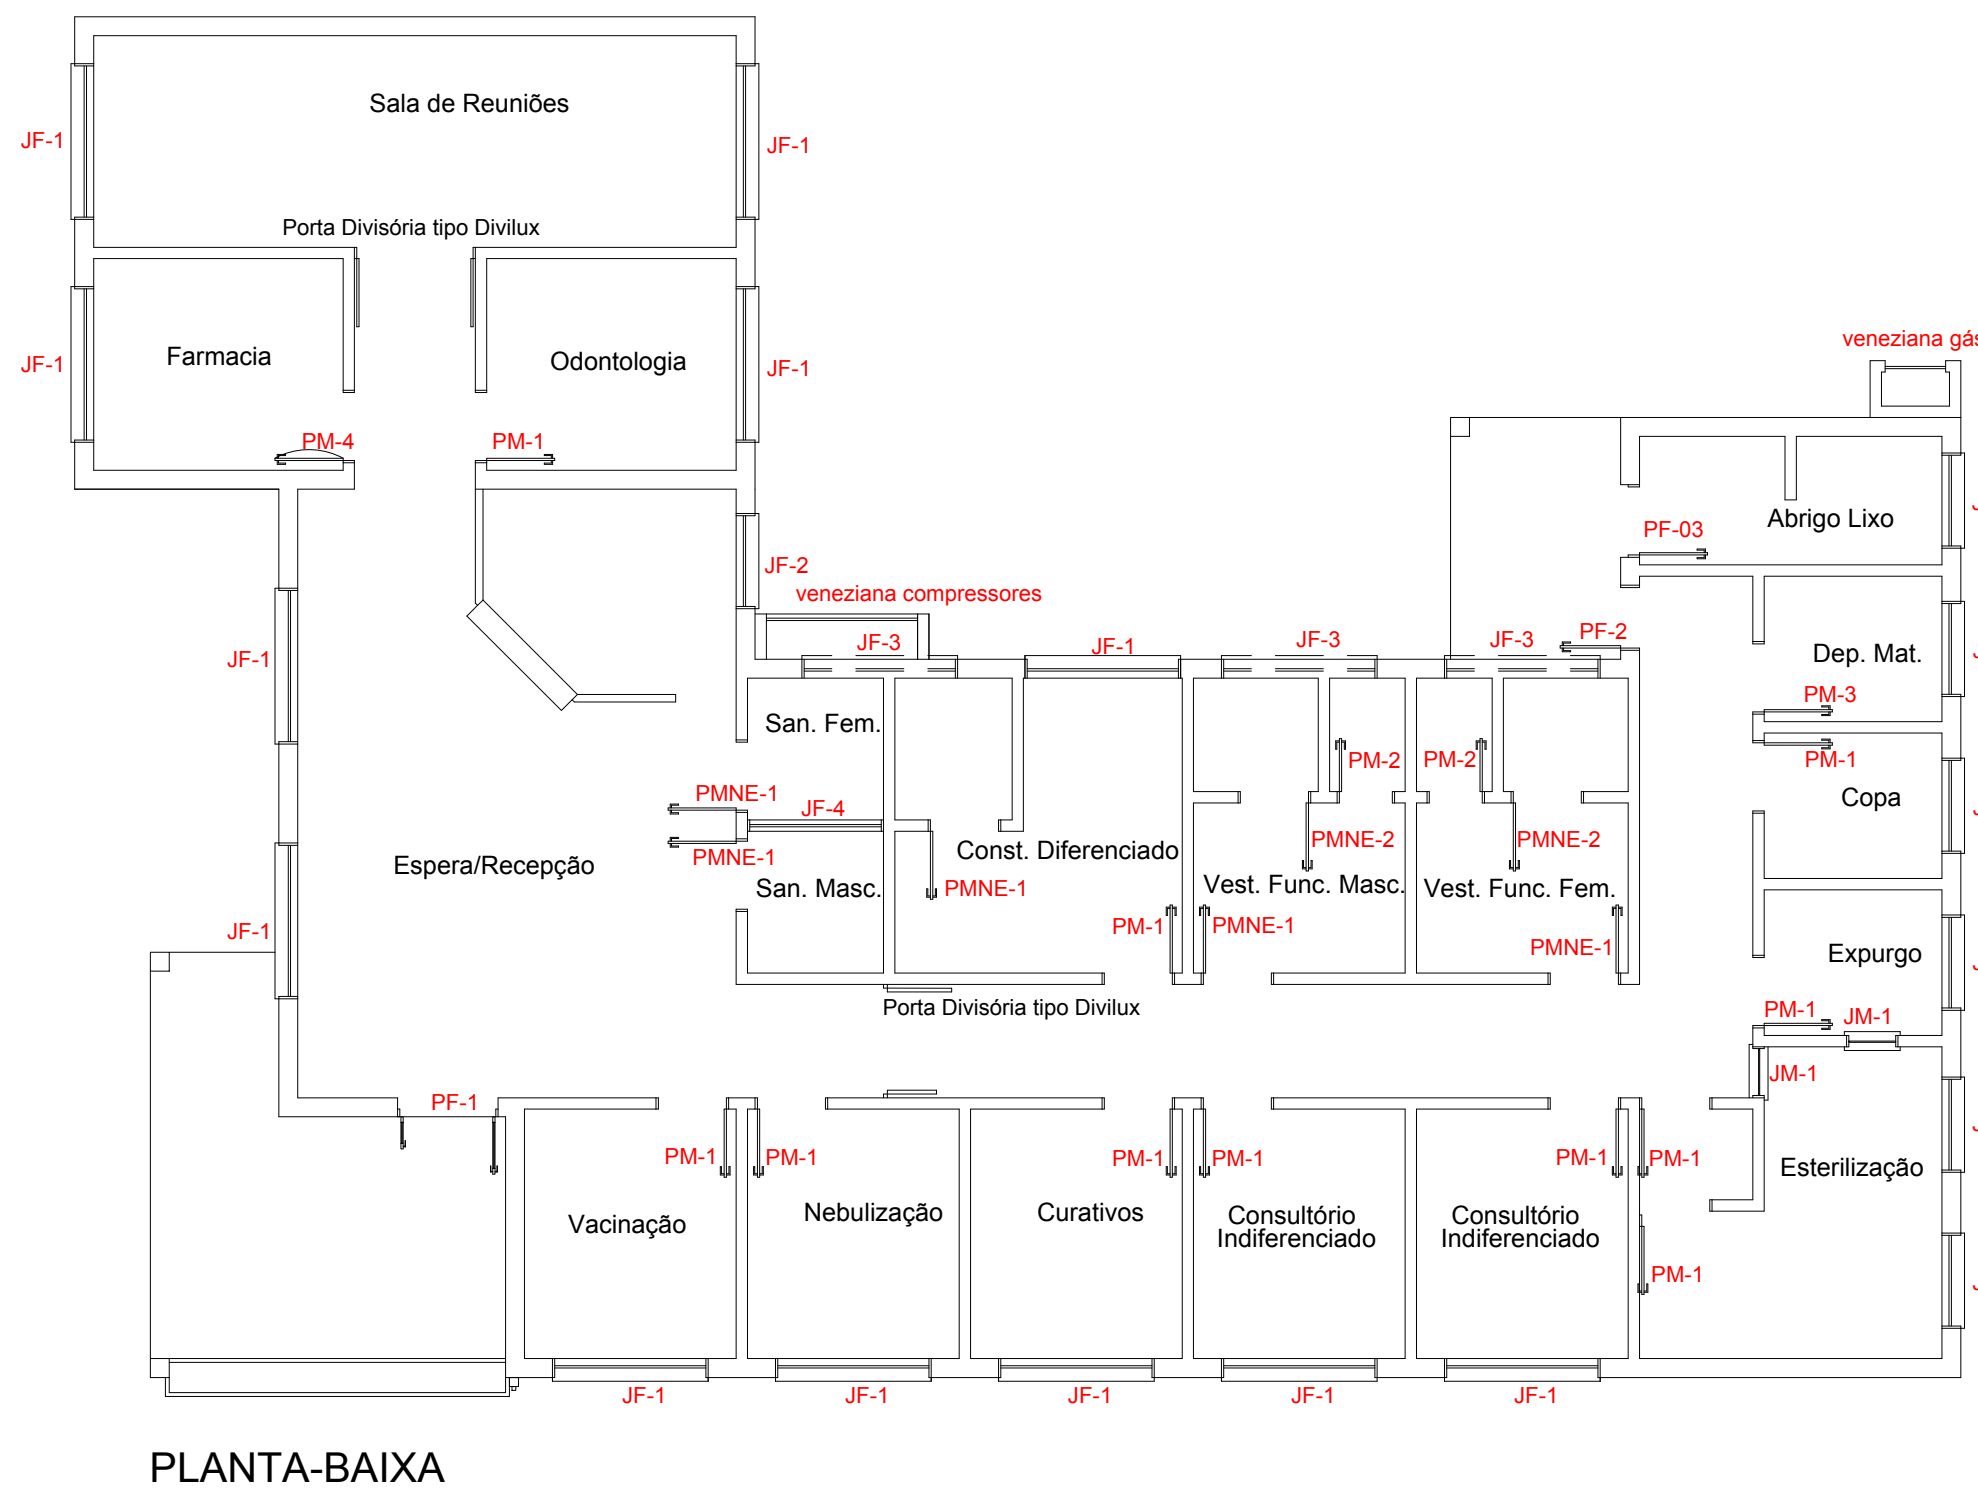 Sala de Reuniões
JF-1
JF-1
Porta Divisória tipo Divilux
Farmacia
Odontologia
JF-1
JF-1
veneziana gás
PM-4
PM-1
Abrigo Lixo
PF-03
JF-2
veneziana compressores
JF-3
JF-1
JF-3
JF-3
PF-2
JF-1
Dep. Mat.
PM-3
San. Fem.
PM-2
PM-2
PM-1
PMNE-1
JF-4
Copa
PMNE-2
PMNE-2
PMNE-1
Const. Diferenciado
Espera/Recepção
San. Masc.
PMNE-1
Vest. Func. Masc.
Vest. Func. Fem.
JF-1
PM-1
PMNE-1
PMNE-1
Expurgo
Porta Divisória tipo Divilux
PM-1
JM-1
JM-1
PF-1
PM-1
PM-1
PM-1
PM-1
PM-1
PM-1
Esterilização
Vacinação
Nebulização
Curativos
Consultório
Indiferenciado
Consultório
Indiferenciado
PM-1
JF-1
JF-1
JF-1
JF-1
JF-1
PLANTA-BAIXA